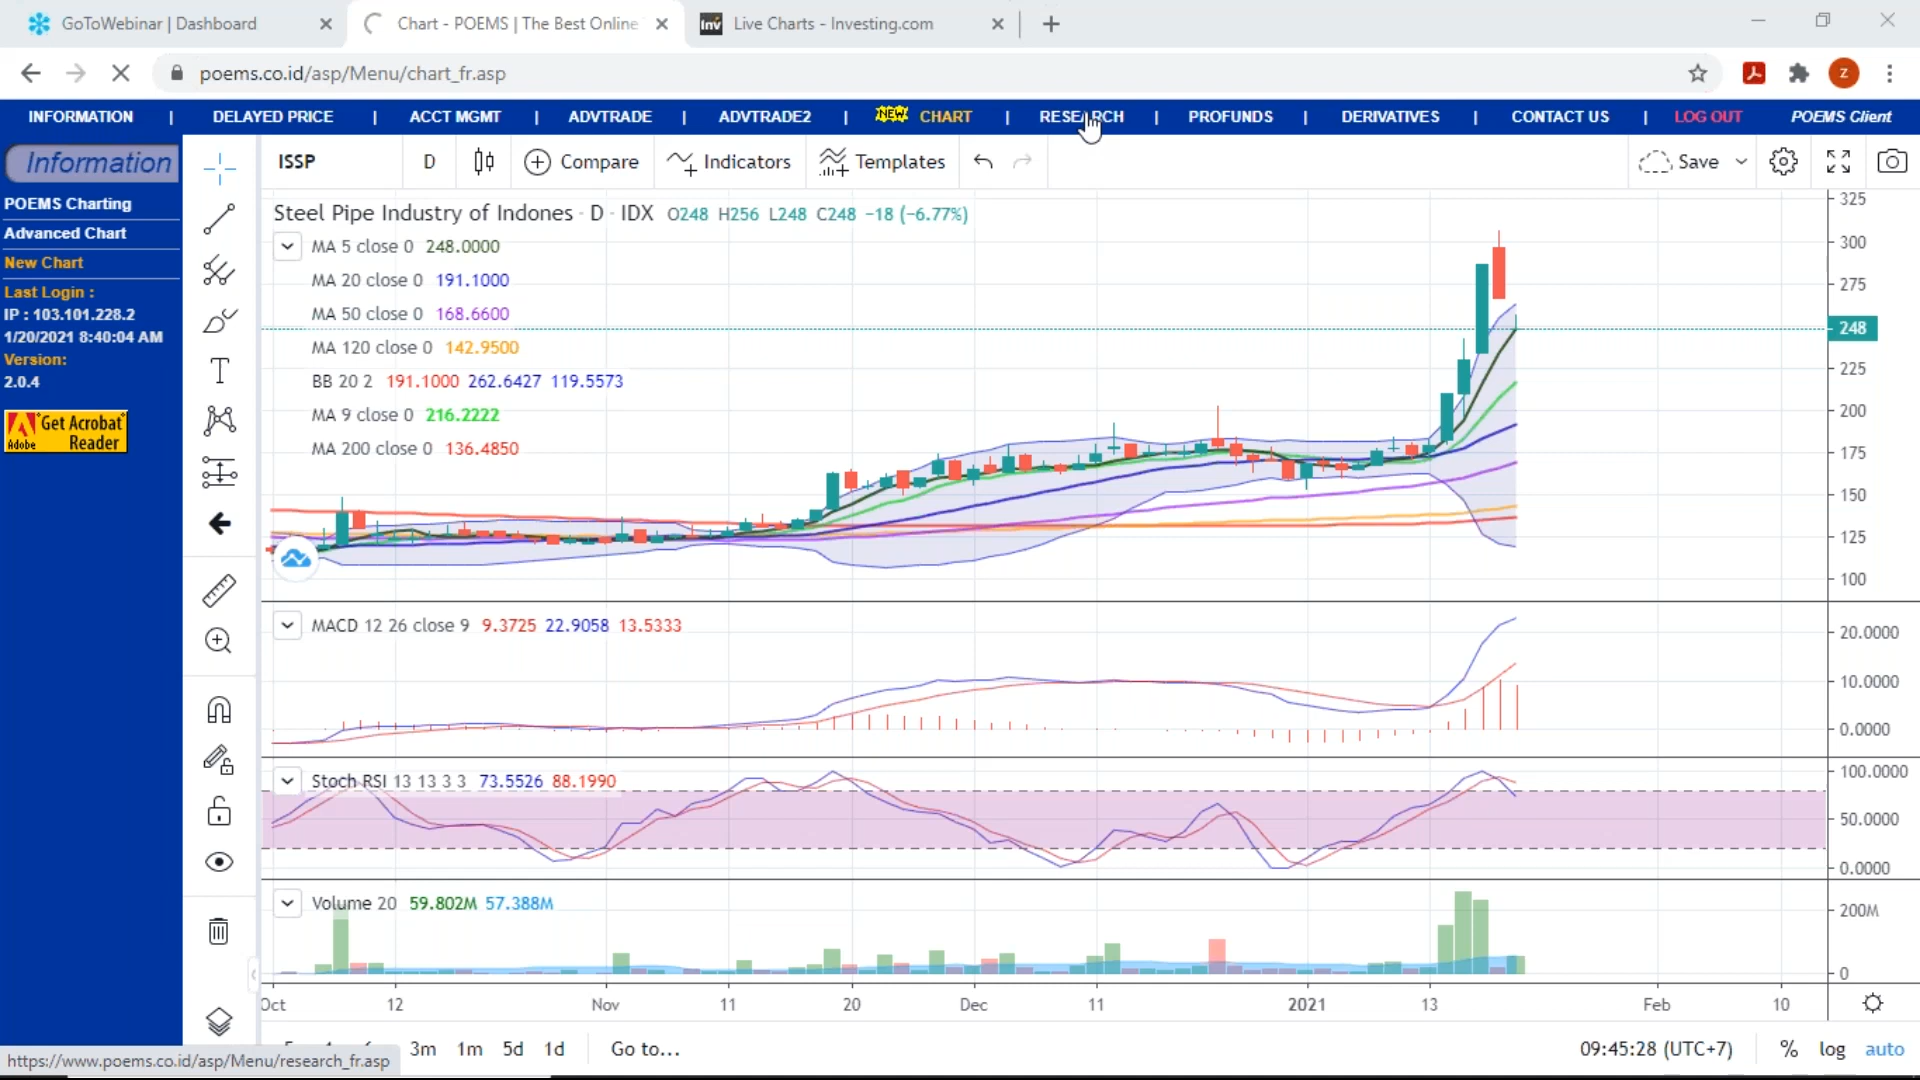 GoToWebinar | Dashboard
Chart - POEMS | The Best Online
Inv Live Charts - Investing.com
poems.co.id/asp/Menu/chart_fr.asp
Z
INFORMATION | DELAYED PRICE | ACCT MGMT | ADVTRADE | ADVTRADE2 | NEW CHART | RESEARCH | PROFUNDS | DERIVATIVES | CONTACT US | LOG OUT POEMS Client
Information
POEMS Charting
Advanced Chart
New Chart
Last Login :
IP : 103.101.228.2
1/20/2021 8:40:04 AM
Version:
2.0.4
Get Acrobat
Adobe Reader
T
ISSP D Compare Indicators Templates Save
Steel Pipe Industry of Indones · D · IDX O248 H256 L248 C248 −18 (−6.77%)
MA 5 close 0 248.0000
MA 20 close 0 191.1000
MA 50 close 0 168.6600
MA 120 close 0 142.9500
BB 20 2 191.1000 262.6427 119.5573
MA 9 close 0 216.2222
MA 200 close 0 136.4850
325
300
275
248
225
200
175
150
125
100
MACD 12 26 close 9 9.3725 22.9058 13.5333
20.0000
10.0000
0.0000
Stoch RSI 13 13 3 3 73.5526 88.1990
100.0000
50.0000
0.0000
Volume 20 59.802M 57.388M
200M
0
Oct 12 Nov 11 20 Dec 11 2021 13 Feb 10
3m 1m 5d 1d Go to... 09:45:28 (UTC+7) % log auto
https://www.poems.co.id/asp/Menu/research_fr.asp